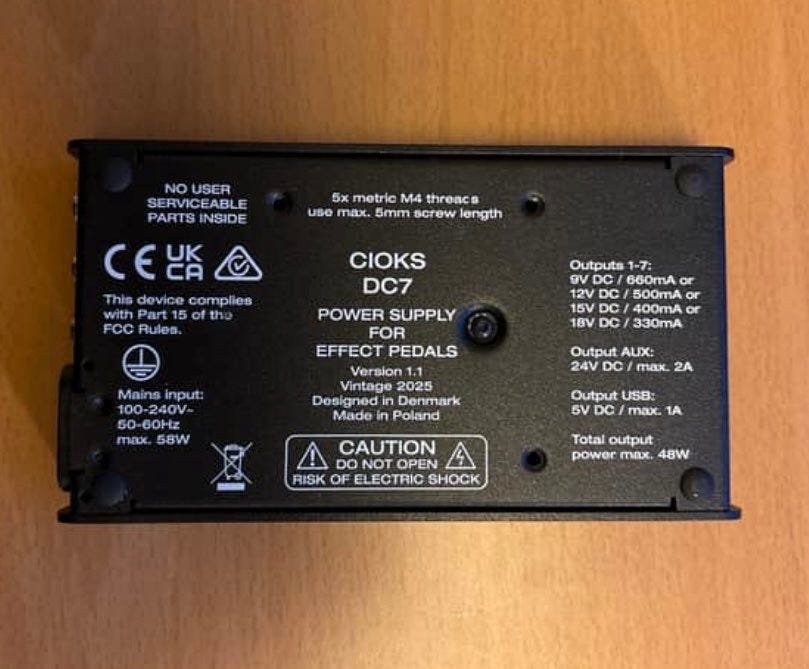 NO USER
SERVICEABLE
PARTS INSIDE
5x metric M4 threads
use max. 5mm screw length
CE UK
CA
This device complies
with Part 15 of the
FCC Rules.
Mains input:
100-240V~
50-60Hz
max. 58W
CIOKS
DC7
POWER SUPPLY
FOR
EFFECT PEDALS
Version 1.1
Vintage 2025
Designed in Denmark
Made in Poland
CAUTION
DO NOT OPEN
RISK OF ELECTRIC SHOCK
Outputs 1-7:
9V DC / 660mA or
12V DC / 500mA or
15V DC / 400mA or
18V DC / 330mA
Output AUX:
24V DC / max. 2A
Output USB:
5V DC / max. 1A
Total output
power max. 48W